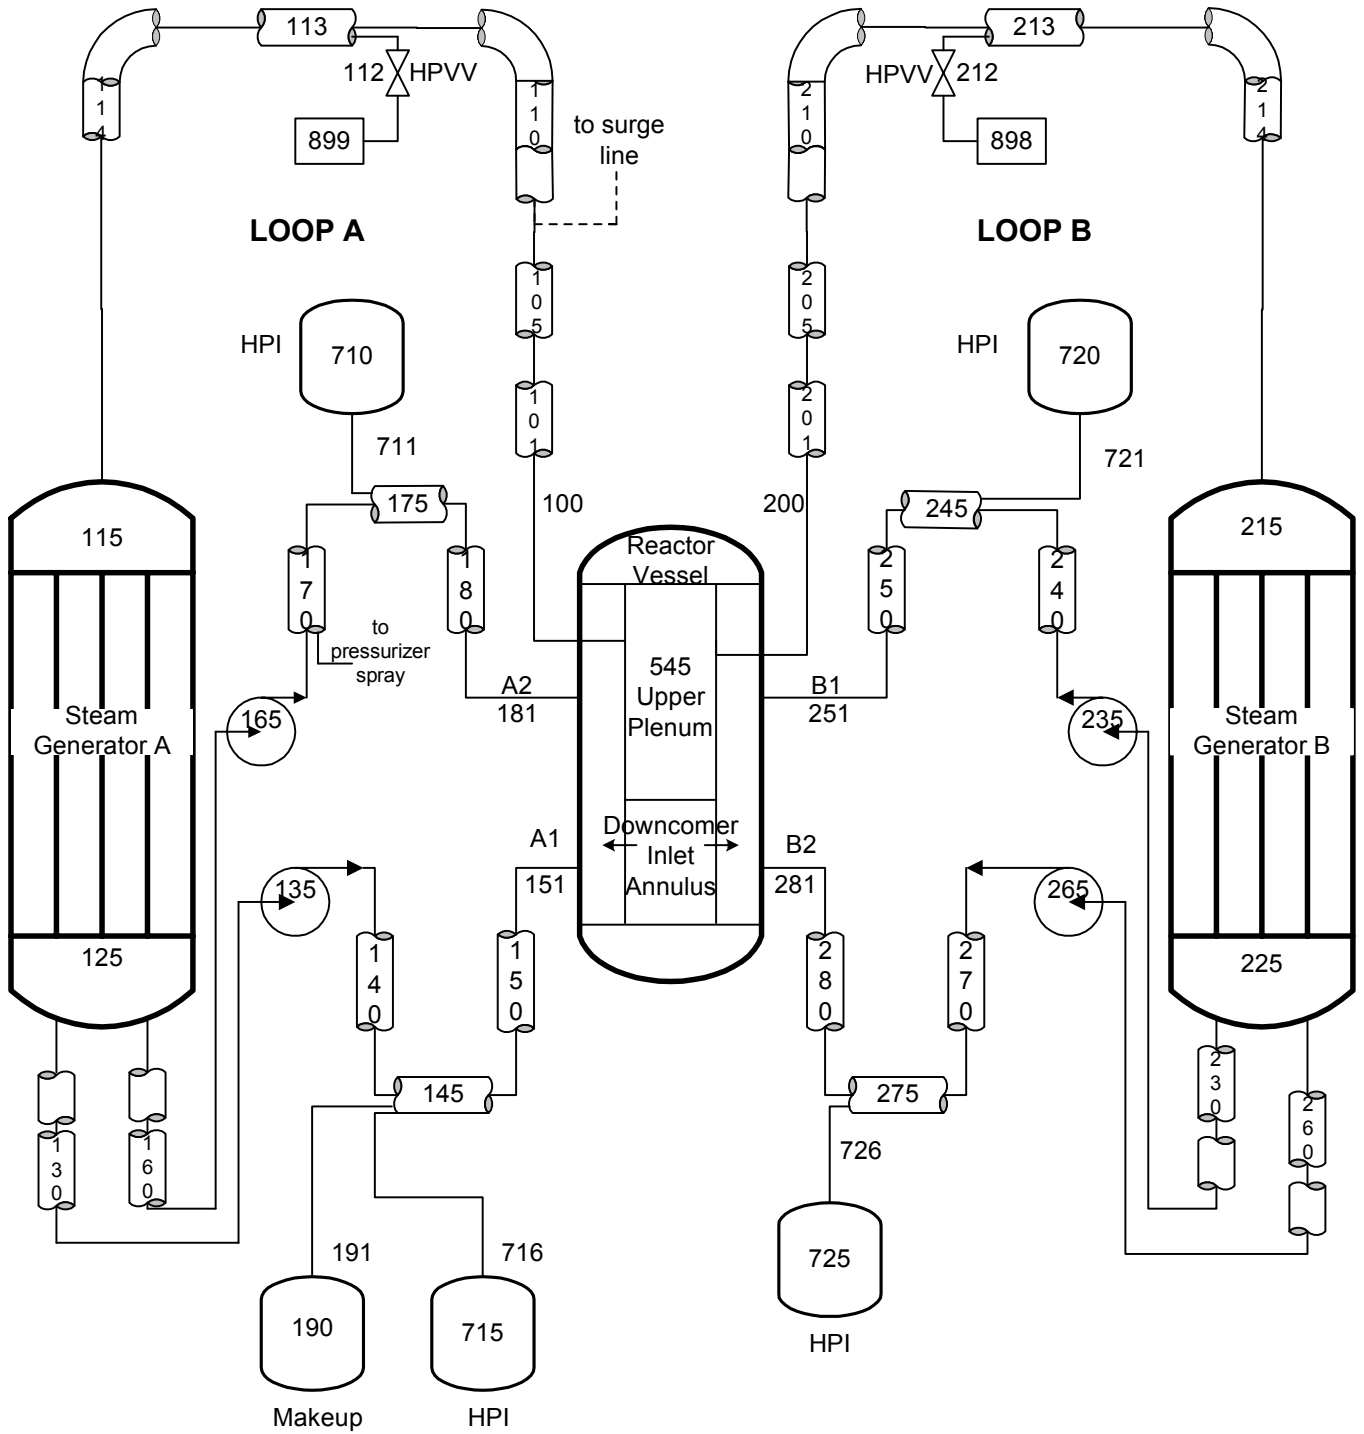 113
213
112
HPVV
HPVV
212
114
110
210
214
899
898
to surge
line
LOOP A
LOOP B
105
205
HPI
710
HPI
720
101
201
711
721
175
100
200
245
115
215
Reactor
Vessel
170
180
250
240
to
pressurizer
spray
545
Upper
Plenum
A2
181
B1
251
Steam
Generator A
165
235
Steam
Generator B
Downcomer
Inlet
Annulus
A1
151
B2
281
135
265
125
225
140
150
280
270
145
275
130
160
230
260
726
191
716
725
190
715
HPI
Makeup
HPI